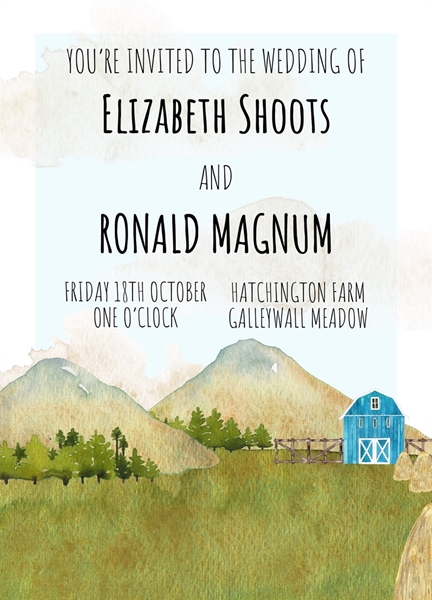 YOU'RE INVITED TO THE WEDDING OF
ELIZABETH SHOOTS
AND
RONALD MAGNUM
FRIDAY 18TH OCTOBER
ONE O'CLOCK
HATCHINGTON FARM
GALLEYWALL MEADOW